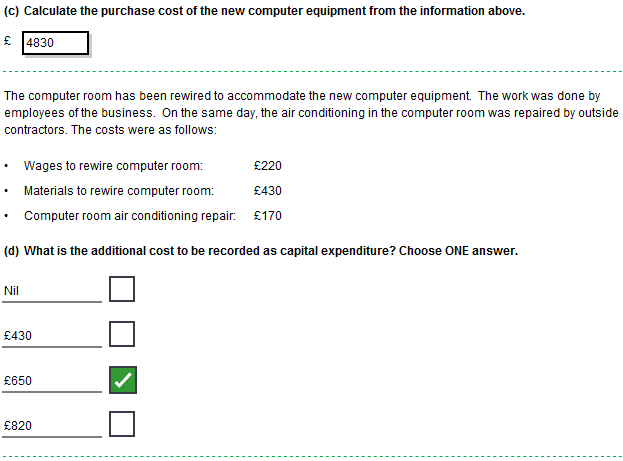 (c) Calculate the purchase cost of the new computer equipment from the information above.
£ 4830
The computer room has been rewired to accommodate the new computer equipment. The work was done by
employees of the business. On the same day, the air conditioning in the computer room was repaired by outside
contractors. The costs were as follows:
• Wages to rewire computer room: £220
• Materials to rewire computer room: £430
• Computer room air conditioning repair: £170
(d) What is the additional cost to be recorded as capital expenditure? Choose ONE answer.
Nil
£430
£650
£820